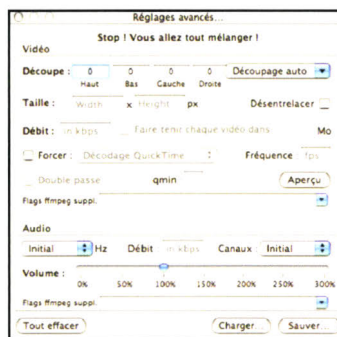 Réglages avancés...
Stop ! Vous allez tout mélanger !
Vidéo
Découpe : 0 0 0 0 Découpage auto
Haut Bas Gauche Droite
Taille : Width x Height px Désentrelacer
Débit : in kbps Faire tenir chaque vidéo dans Mo
Forcer : Décodage QuickTime Fréquence : fps
Double passe qmin Aperçu
Flags ffmpeg suppl.
Audio
Initial Hz Débit in kbps Canaux : Initial
Volume :
0% 50% 100% 150% 200% 250% 300%
Flags ffmpeg suppl.
Tout effacer Charger... Sauver...